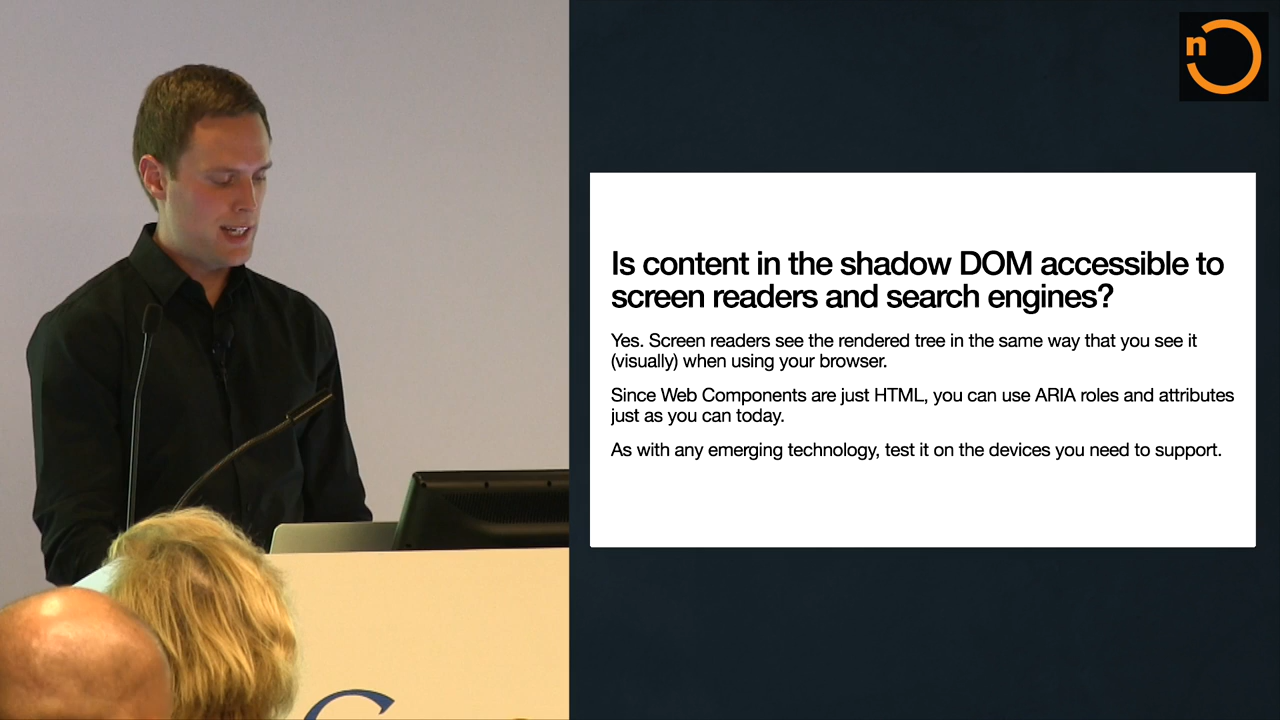 n
Is content in the shadow DOM accessible to
screen readers and search engines?
Yes. Screen readers see the rendered tree in the same way that you see it
(visually) when using your browser.
Since Web Components are just HTML, you can use ARIA roles and attributes
just as you can today.
As with any emerging technology, test it on the devices you need to support.